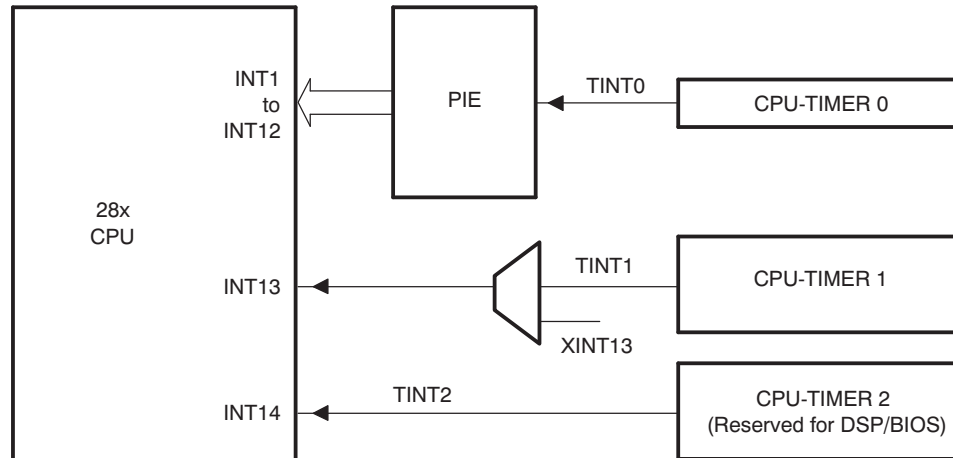 INT1
to
INT12
PIE
TINT0
CPU-TIMER 0
28x
CPU
INT13
TINT1
CPU-TIMER 1
XINT13
INT14
TINT2
CPU-TIMER 2
(Reserved for DSP/BIOS)